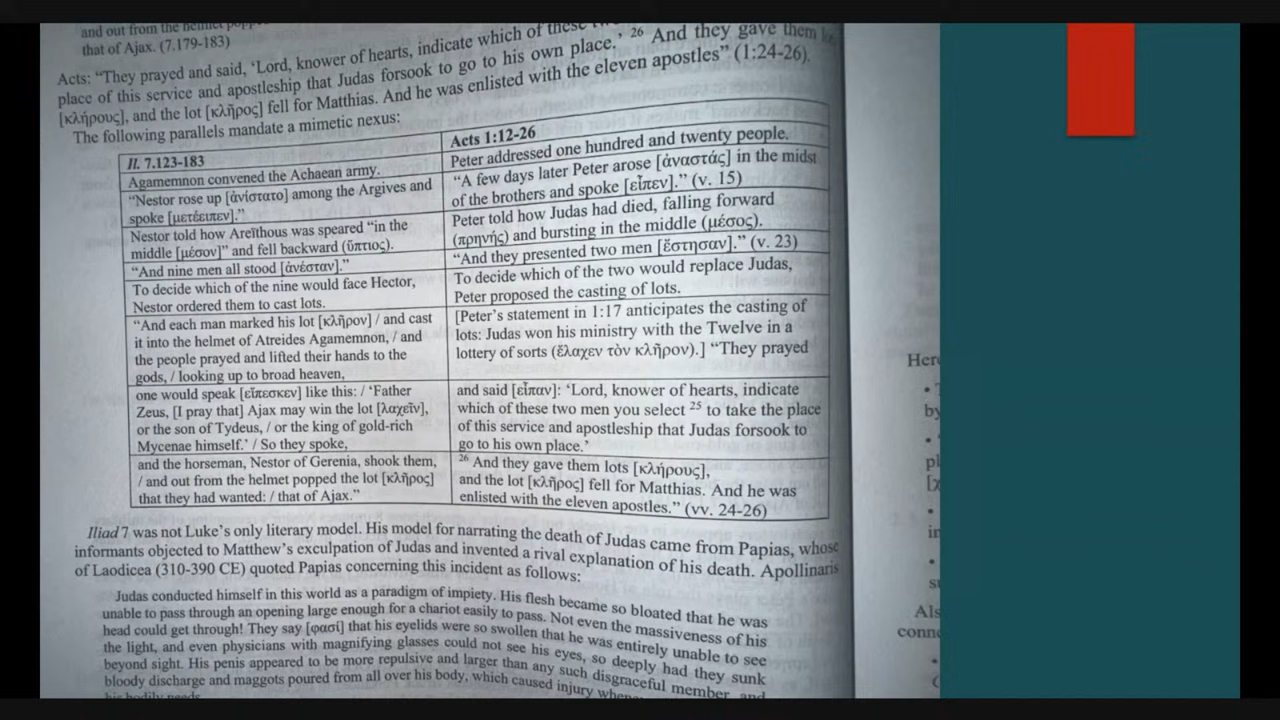 and out from the helmet
that of Ajax. (7.179-183)
Acts: “They prayed and said, ‘Lord, knower of hearts, indicate which of these
place of this service and apostleship that Judas forsook to go to his own place.’ 26 And they gave them
[κλήρους], and the lot [κλῆρος] fell for Matthias. And he was enlisted with the eleven apostles” (1:24-26).
The following parallels mandate a mimetic nexus:
Il. 7.123-183
Agamemnon convened the Achaean army.
“Nestor rose up [ἀνίστατο] among the Argives and
spoke [μετέειπεν].”
Nestor told how Areïthous was speared “in the
middle [μέσον]” and fell backward (ὕπτιος).
“And nine men all stood [ἀνέσταν].”
To decide which of the nine would face Hector,
Nestor ordered them to cast lots.
“And each man marked his lot [κλῆρον] / and cast
it into the helmet of Atreides Agamemnon, / and
the people prayed and lifted their hands to the
gods, / looking up to broad heaven,
one would speak [εἴπεσκεν] like this: / ‘Father
Zeus, [I pray that] Ajax may win the lot [λαχεῖν],
or the son of Tydeus, / or the king of gold-rich
Mycenae himself.’ / So they spoke,
and the horseman, Nestor of Gerenia, shook them,
/ and out from the helmet popped the lot [κλῆρος]
that they had wanted: / that of Ajax.”
Acts 1:12-26
Peter addressed one hundred and twenty people.
“A few days later Peter arose [ἀναστάς] in the midst
of the brothers and spoke [εἶπεν].” (v. 15)
Peter told how Judas had died, falling forward
(πρηνής) and bursting in the middle (μέσος).
“And they presented two men [ἔστησαν].” (v. 23)
To decide which of the two would replace Judas,
Peter proposed the casting of lots.
[Peter’s statement in 1:17 anticipates the casting of
lots: Judas won his ministry with the Twelve in a
lottery of sorts (ἔλαχεν τὸν κλῆρον).] “They prayed
and said [εἶπαν]: ‘Lord, knower of hearts, indicate
which of these two men you select 25 to take the place
of this service and apostleship that Judas forsook to
go to his own place.’
26 And they gave them lots [κλήρους],
and the lot [κλῆρος] fell for Matthias. And he was
enlisted with the eleven apostles.” (vv. 24-26)
Iliad 7 was not Luke’s only literary model. His model for narrating the death of Judas came from Papias, whose
informants objected to Matthew’s exculpation of Judas and invented a rival explanation of his death. Apollinaris
of Laodicea (310-390 CE) quoted Papias concerning this incident as follows:
Judas conducted himself in this world as a paradigm of impiety. His flesh became so bloated that he was
unable to pass through an opening large enough for a chariot easily to pass. Not even the massiveness of his
head could get through! They say [φασί] that his eyelids were so swollen that he was entirely unable to see
the light, and even physicians with magnifying glasses could not see his eyes, so deeply had they sunk
beyond sight. His penis appeared to be more repulsive and larger than any such disgraceful member, and
bloody discharge and maggots poured from all over his body, which caused injury
his bodily needs
Here
by
pl
in
Als
conne